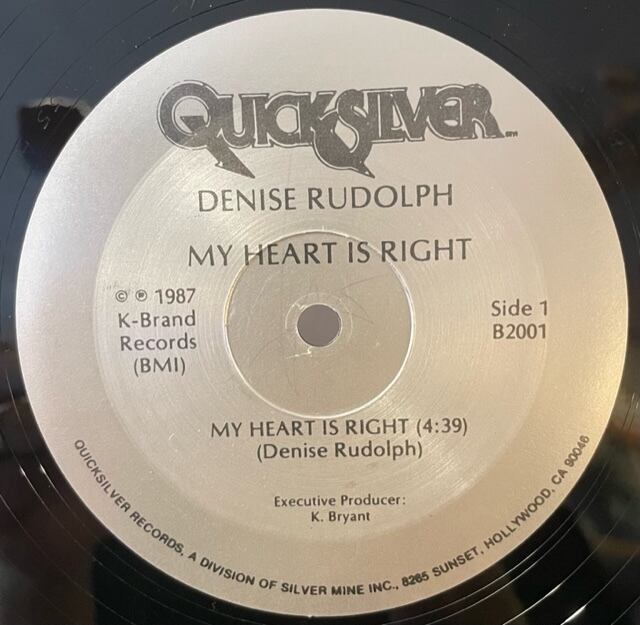 QUICKSILVER
DENISE RUDOLPH
MY HEART IS RIGHT
© ℗ 1987
K-Brand
Records
(BMI)
Side 1
B2001
MY HEART IS RIGHT (4:39)
(Denise Rudolph)
Executive Producer:
K. Bryant
QUICKSILVER RECORDS, A DIVISION OF SILVER MINE INC., 8265 SUNSET, HOLLYWOOD, CA 90046